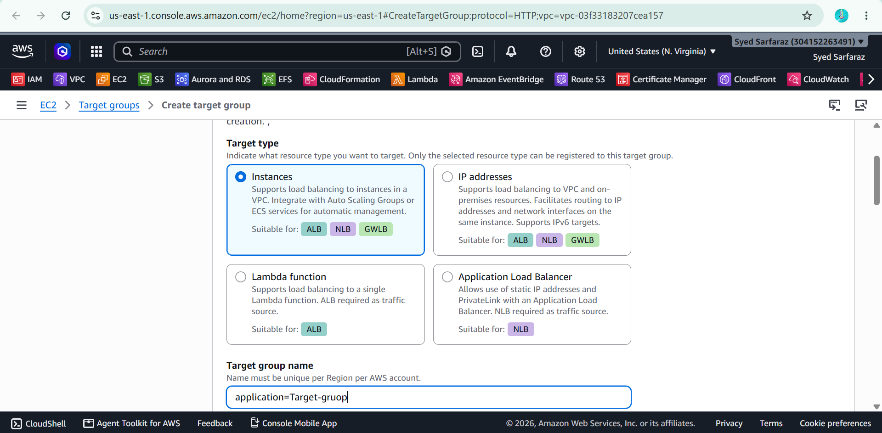 us-east-1.console.aws.amazon.com/ec2/home?region=us-east-1#CreateTargetGroup:protocol=HTTP;vpc=vpc-03f33183207cea157
aws
Search
[Alt+S]
United States (N. Virginia) ▼
Syed Sarfaraz (304152263491) ▼
Syed Sarfaraz
IAM
VPC
EC2
S3
Aurora and RDS
EFS
CloudFormation
Lambda
Amazon EventBridge
Route 53
Certificate Manager
CloudFront
CloudWatch
EC2 > Target groups > Create target group
creation. ,
Target type
Indicate what resource type you want to target. Only the selected resource type can be registered to this target group.
Instances
Supports load balancing to instances in a
VPC. Integrate with Auto Scaling Groups or
ECS services for automatic management.
Suitable for: ALB NLB GWLB
IP addresses
Supports load balancing to VPC and on-
premises resources. Facilitates routing to IP
addresses and network interfaces on the
same instance. Supports IPv6 targets.
Suitable for: ALB NLB GWLB
Lambda function
Supports load balancing to a single
Lambda function. ALB required as traffic
source.
Suitable for: ALB
Application Load Balancer
Allows use of static IP addresses and
PrivateLink with an Application Load
Balancer. NLB required as traffic source.
Suitable for: NLB
Target group name
Name must be unique per Region per AWS account.
application=Target-gruop
CloudShell
Agent Toolkit for AWS
Feedback
Console Mobile App
© 2026, Amazon Web Services, Inc. or its affiliates.
Privacy
Terms
Cookie preferences